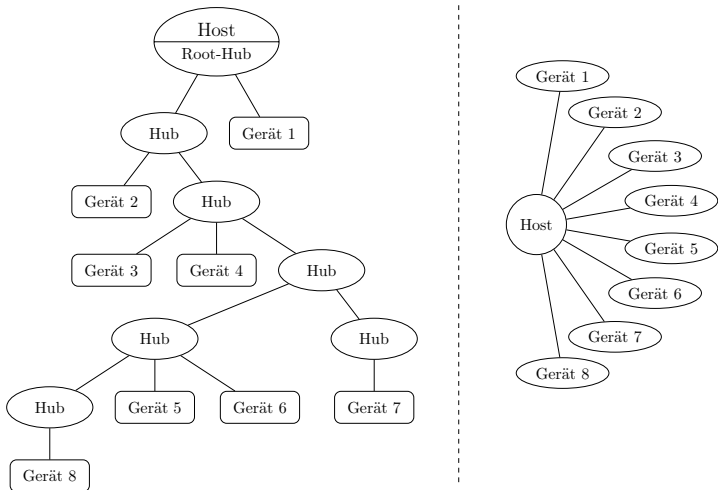 Host
Root-Hub
Hub
Gerät 1
Gerät 2
Hub
Gerät 3
Gerät 4
Hub
Hub
Hub
Hub
Gerät 5
Gerät 6
Gerät 7
Gerät 8
Gerät 1
Gerät 2
Gerät 3
Gerät 4
Host
Gerät 5
Gerät 6
Gerät 7
Gerät 8